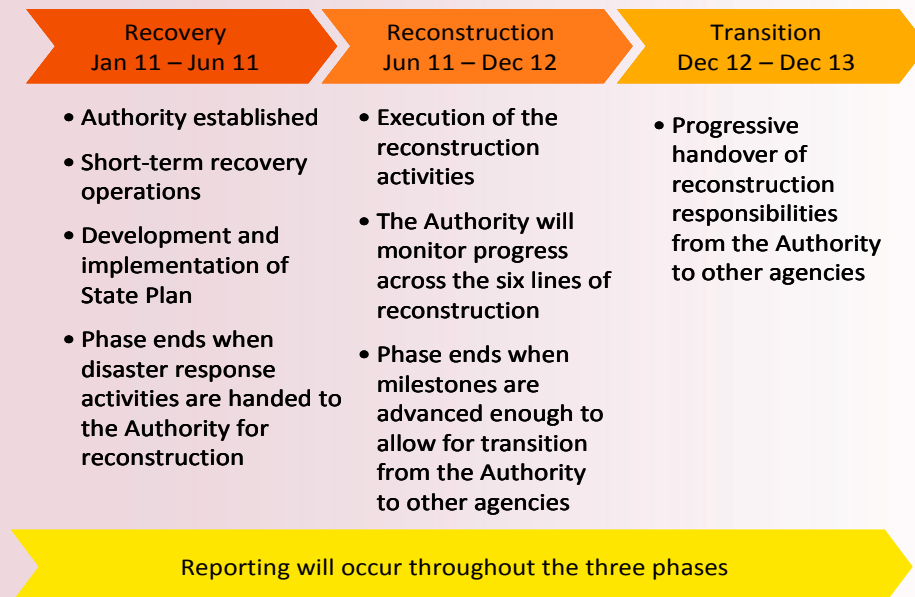 Recovery
Jan 11 – Jun 11
Reconstruction
Jun 11 – Dec 12
Transition
Dec 12 – Dec 13
• Authority established
• Short-term recovery
operations
• Development and
implementation of
State Plan
• Phase ends when
disaster response
activities are handed to
the Authority for
reconstruction
• Execution of the
reconstruction
activities
• The Authority will
monitor progress
across the six lines of
reconstruction
• Phase ends when
milestones are
advanced enough to
allow for transition
from the Authority
to other agencies
• Progressive
handover of
reconstruction
responsibilities
from the Authority
to other agencies
Reporting will occur throughout the three phases